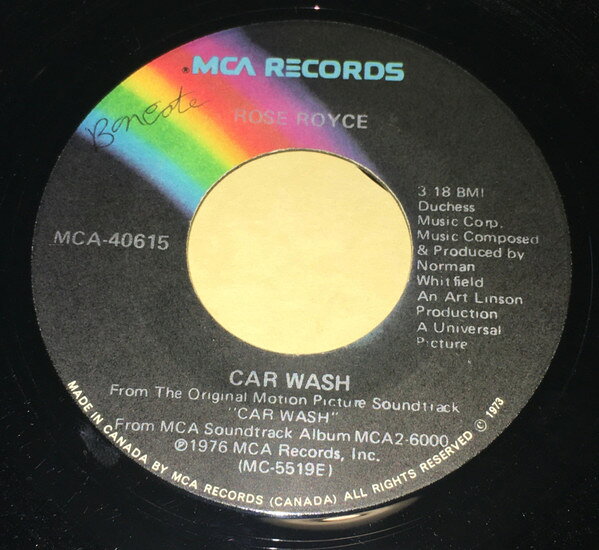 MCA RECORDS
ROSE ROYCE
MCA-40615
3:18 BMI
Duchess
Music Corp.
Music Composed
& Produced by
Norman
Whitfield
An Art Linson
Production
A Universal
Picture
CAR WASH
From The Original Motion Picture Soundtrack
"CAR WASH"
From MCA Soundtrack Album MCA2-6000
℗1976 MCA Records, Inc.
(MC-5519E)
MADE IN CANADA BY MCA RECORDS (CANADA) ALL RIGHTS RESERVED © 1973